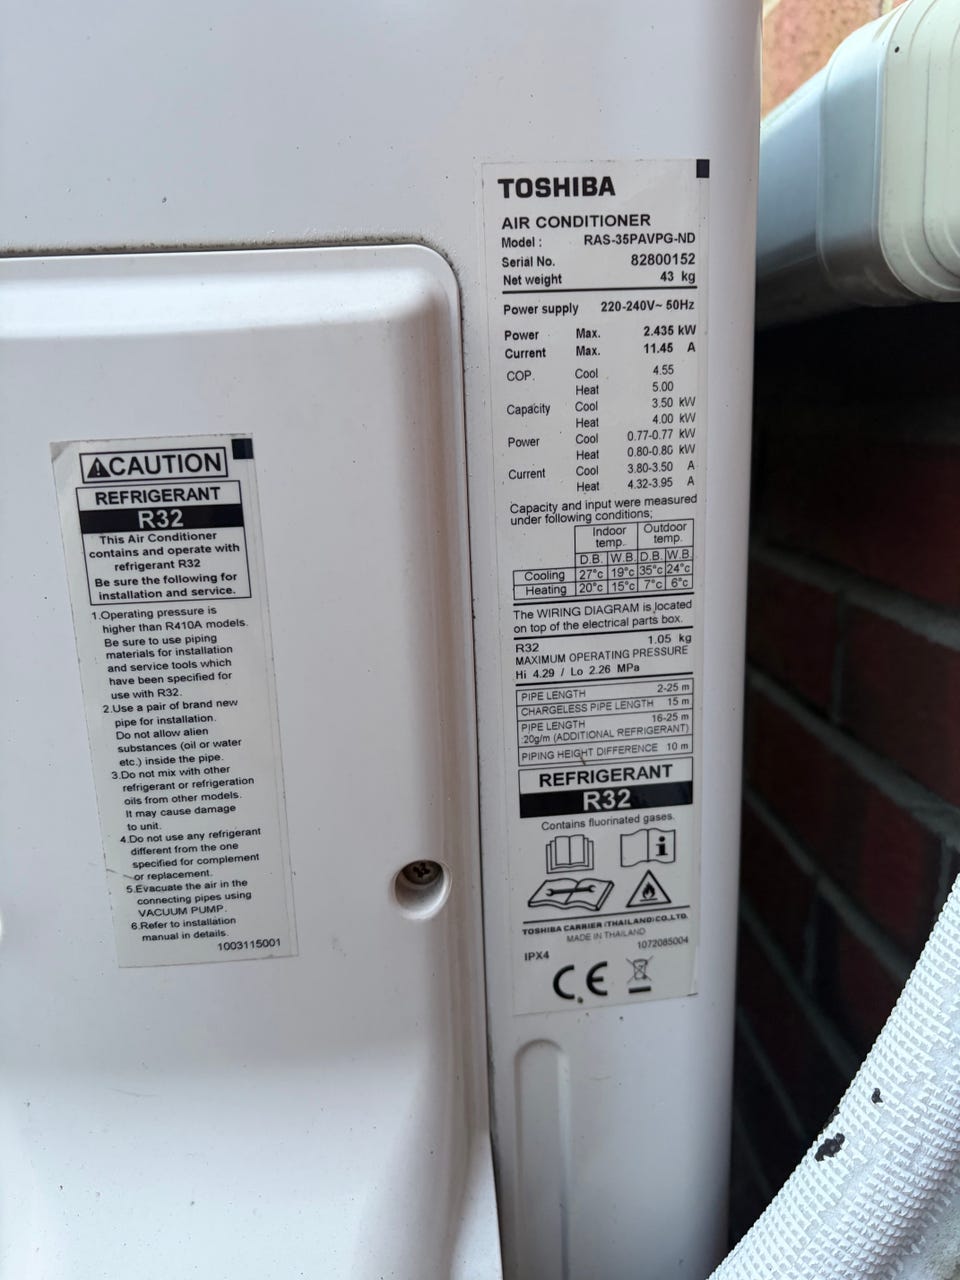 TOSHIBA
AIR CONDITIONER
Model : RAS-35PAVPG-ND
Serial No. 82800152
Net weight 43 kg
Power supply 220-240V~ 50Hz
Power Max. 2.435 kW
Current Max. 11.45 A
COP. Cool 4.55
Heat 5.00
Capacity Cool 3.50 kW
Heat 4.00 kW
Power Cool 0.77-0.77 kW
Heat 0.80-0.80 kW
Current Cool 3.80-3.50 A
Heat 4.32-3.95 A
Capacity and input were measured
under following conditions;
Indoor temp. Outdoor temp.
D.B. W.B. D.B. W.B.
Cooling 27°c 19°c 35°c 24°c
Heating 20°c 15°c 7°c 6°c
The WIRING DIAGRAM is located
on top of the electrical parts box.
R32 1.05 kg
MAXIMUM OPERATING PRESSURE
Hi 4.29 / Lo 2.26 MPa
PIPE LENGTH 2-25 m
CHARGELESS PIPE LENGTH 15 m
PIPE LENGTH 16-25 m
:20g/m (ADDITIONAL REFRIGERANT)
PIPING HEIGHT DIFFERENCE 10 m
REFRIGERANT
R32
Contains fluorinated gases.
TOSHIBA CARRIER (THAILAND) CO.,LTD.
MADE IN THAILAND
1072085004
IPX4
CE
CAUTION
REFRIGERANT
R32
This Air Conditioner
contains and operate with
refrigerant R32
Be sure the following for
installation and service.
1.Operating pressure is
higher than R410A models.
Be sure to use piping
materials for installation
and service tools which
have been specified for
use with R32.
2.Use a pair of brand new
pipe for installation.
Do not allow alien
substances (oil or water
etc.) inside the pipe.
3.Do not mix with other
refrigerant or refrigeration
oils from other models.
It may cause damage
to unit.
4.Do not use any refrigerant
different from the one
specified for complement
or replacement.
5.Evacuate the air in the
connecting pipes using
VACUUM PUMP.
6.Refer to installation
manual in details.
1003115001